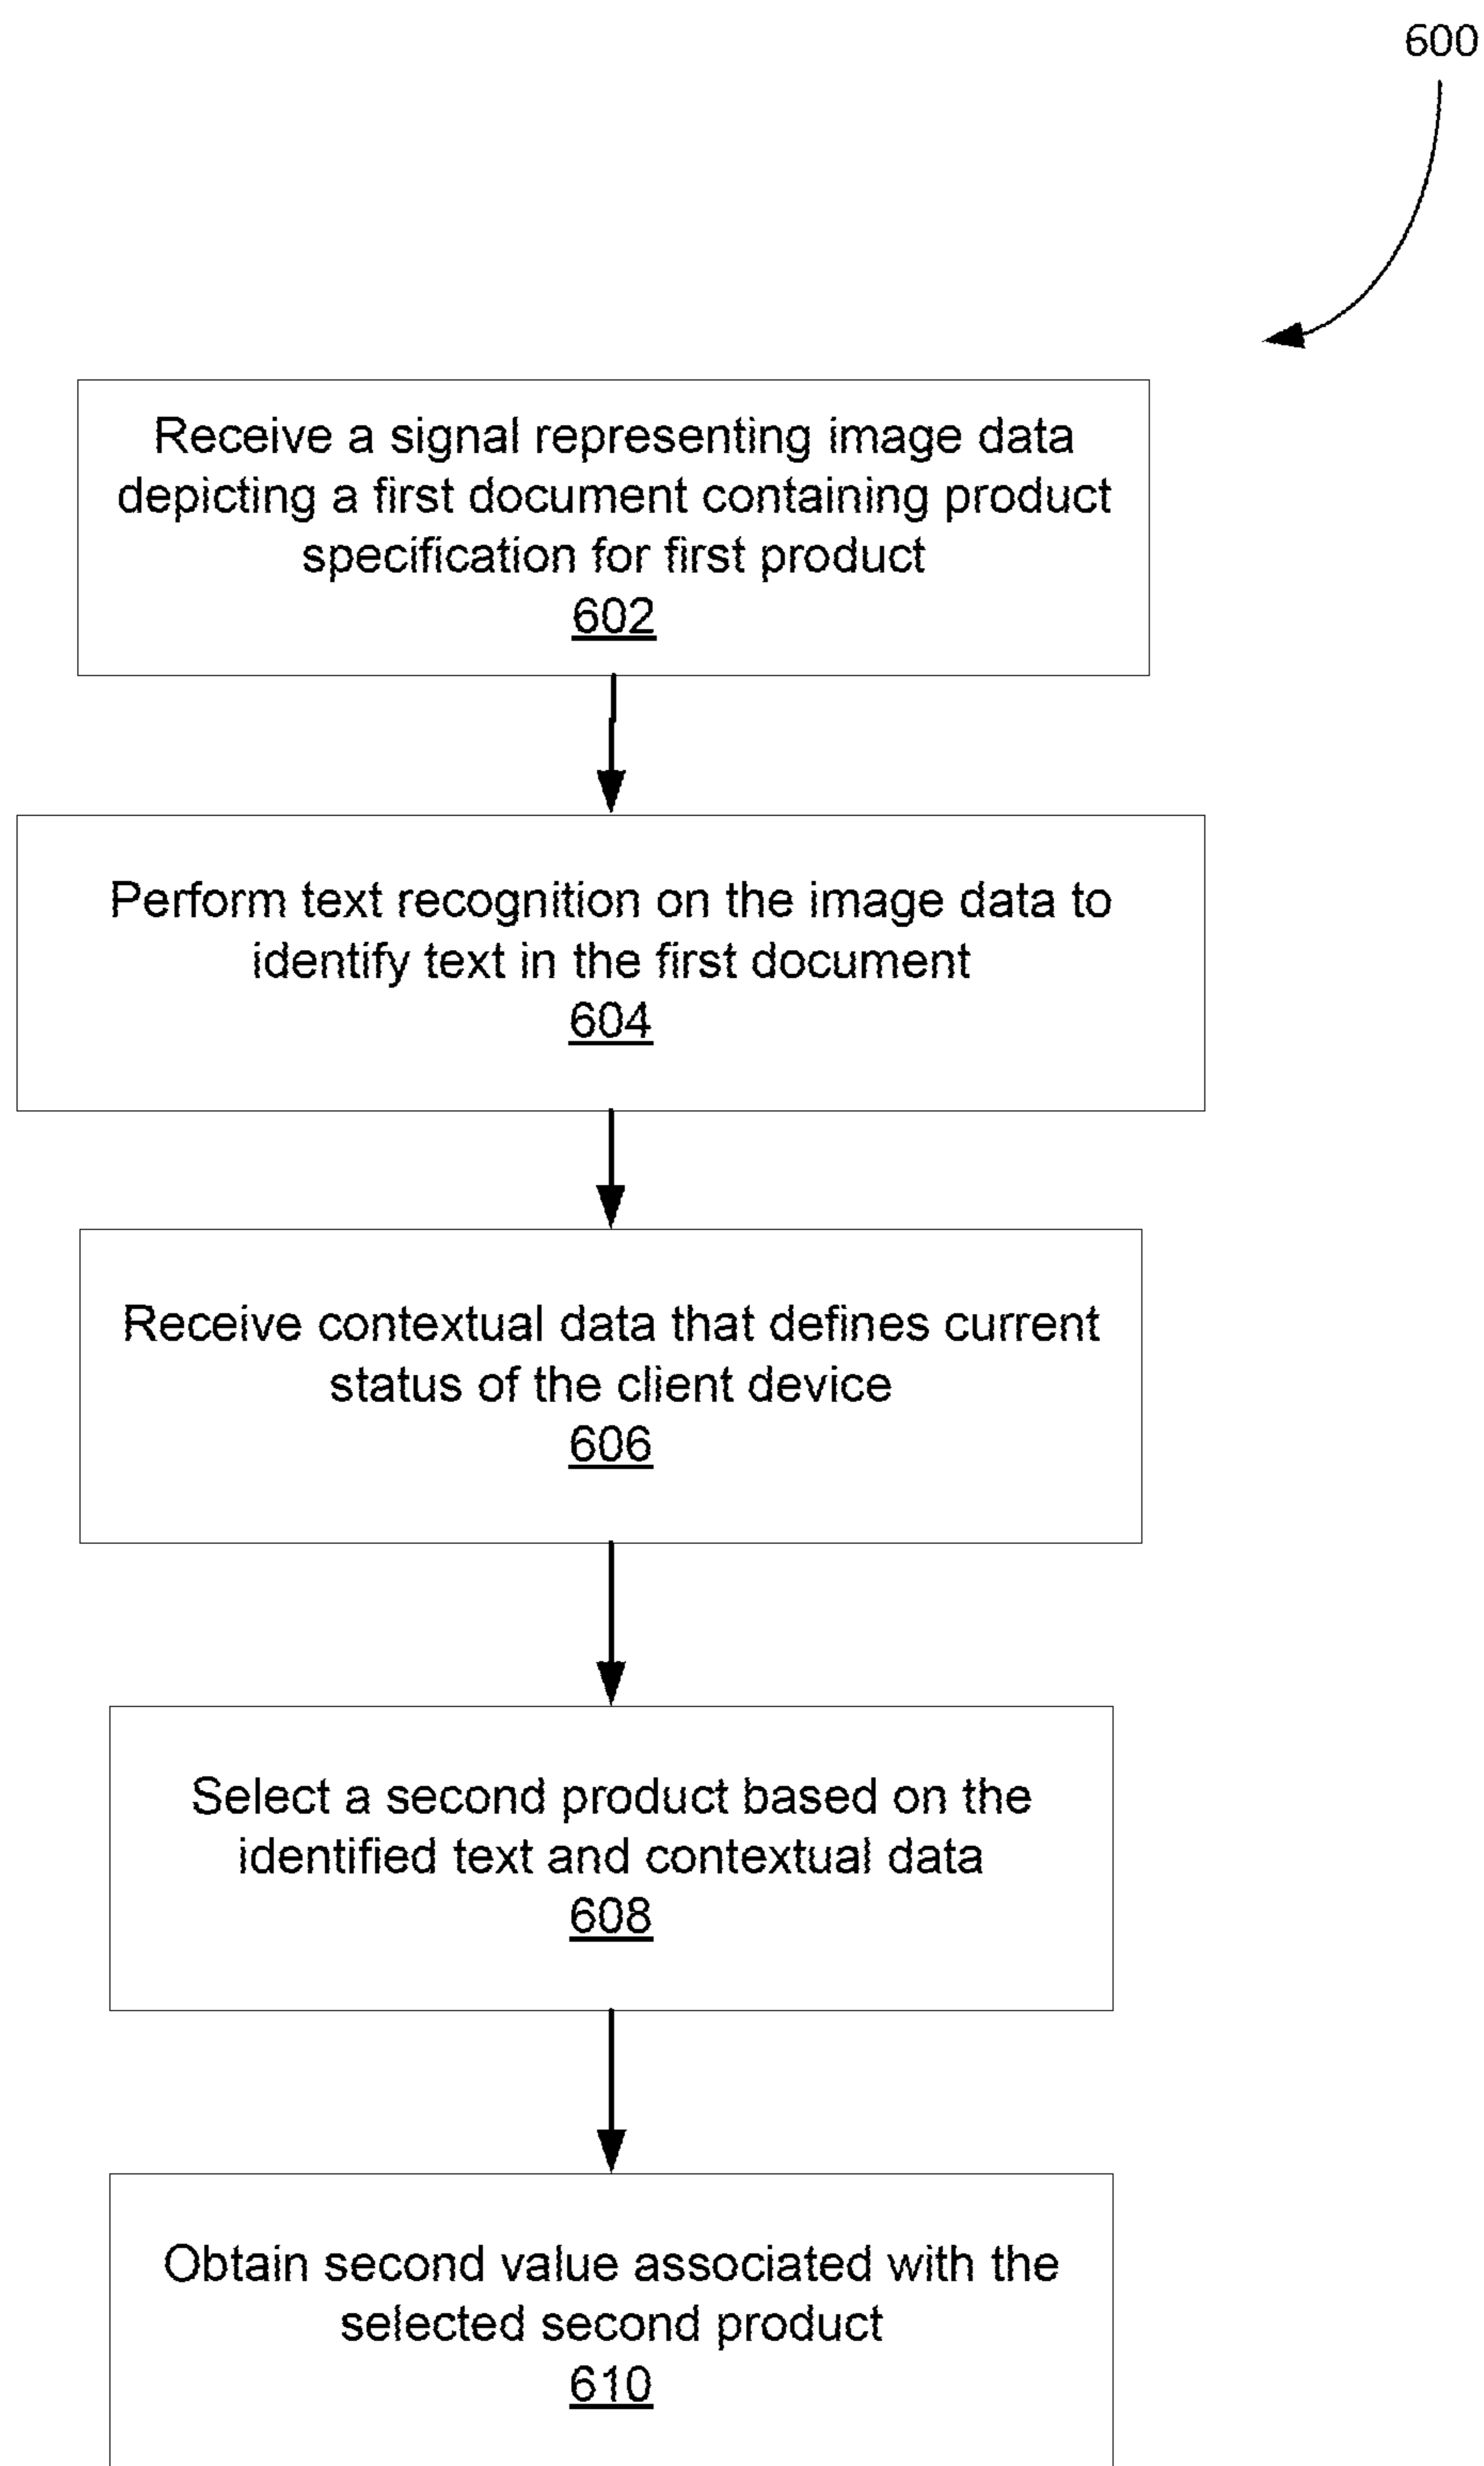 600
Receive a signal representing image data
depicting a first document containing product
specification for first product
602
Perform text recognition on the image data to
identify text in the first document
604
Receive contextual data that defines current
status of the client device
606
Select a second product based on the
identified text and contextual data
608
Obtain second value associated with the
selected second product
610